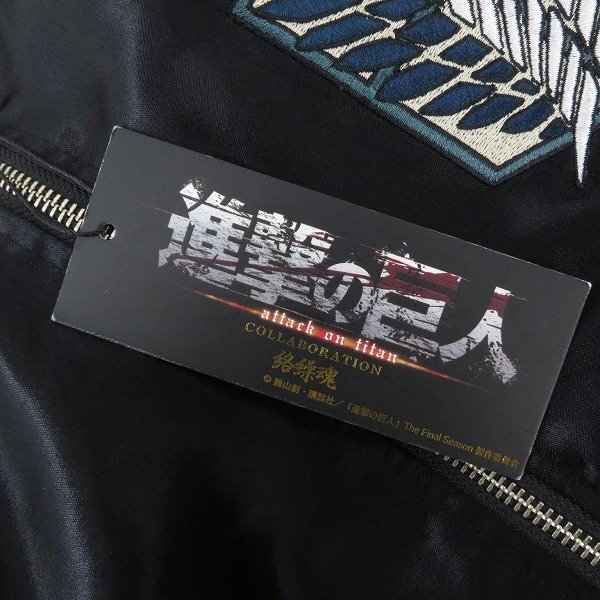 進撃の巨人
attack on titan
COLLABORATION
絡繰魂
© 諫山創・講談社/「進撃の巨人」The Final Season 製作委員会